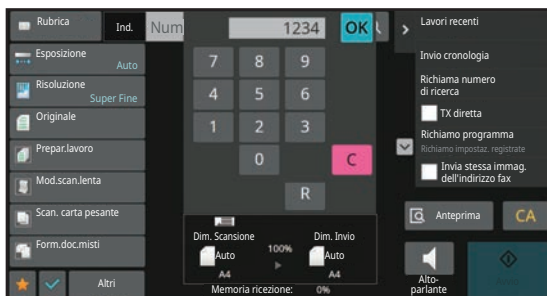 Rubrica
Ind.
Num
1234
OK
Esposizione
Auto
Risoluzione
Super Fine
Originale
Prepar.lavoro
Mod.scan.lenta
Scan. carta pesante
Form.doc.misti
Altri
7 8 9
4 5 6
1 2 3
0 C
R
Dim. Scansione
Auto
A4
100%
Dim. Invio
Auto
A4
Memoria ricezione: 0%
Lavori recenti
Invio cronologia
Richiama numero
di ricerca
TX diretta
Richiamo programma
Richiamo impostaz. registrate
Invia stessa immag.
dell'indirizzo fax
Anteprima
CA
Alto-
parlante